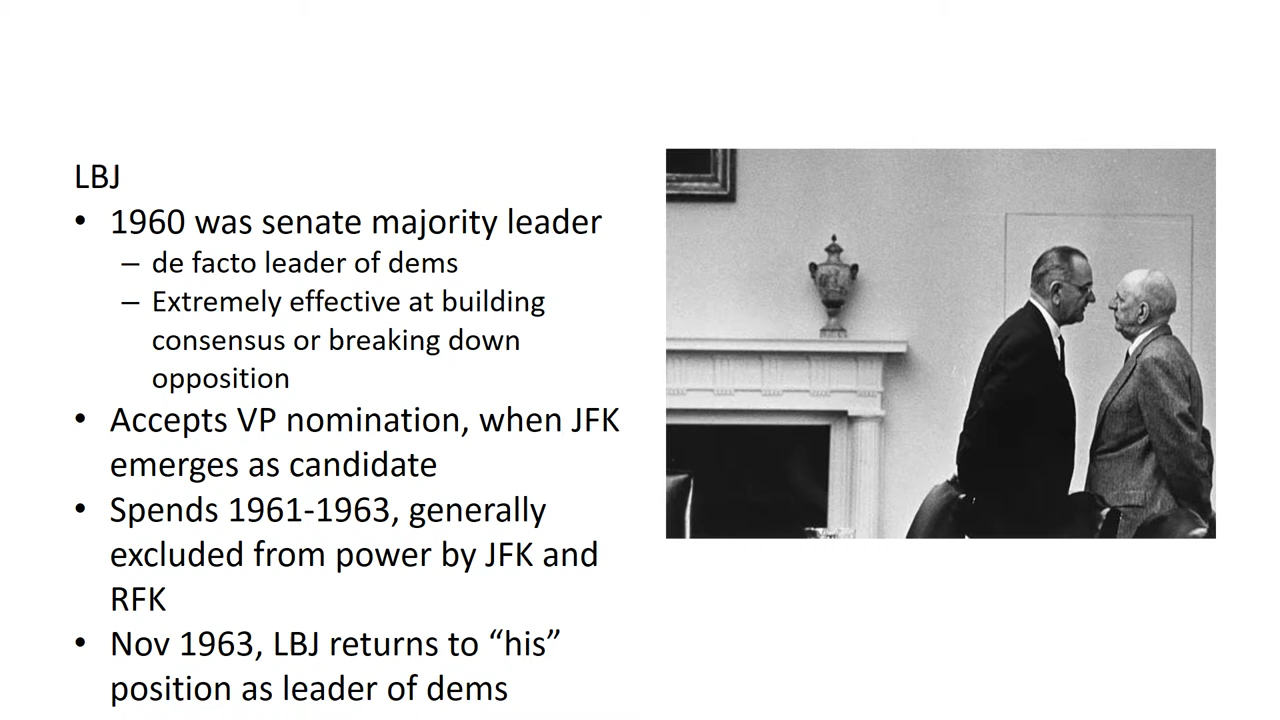 LBJ
• 1960 was senate majority leader
– de facto leader of dems
– Extremely effective at building
consensus or breaking down
opposition
• Accepts VP nomination, when JFK
emerges as candidate
• Spends 1961-1963, generally
excluded from power by JFK and
RFK
• Nov 1963, LBJ returns to “his”
position as leader of dems